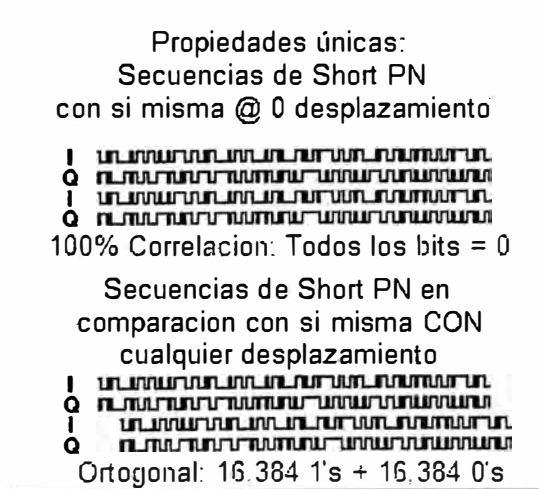 Propiedades únicas:
Secuencias de Short PN
con si misma @ 0 desplazamiento
I
Q
I
Q
100% Correlacion: Todos los bits = 0
Secuencias de Short PN en
comparacion con si misma CON
cualquier desplazamiento
I
Q
I
Q
Ortogonal: 16.384 1's + 16.384 0's